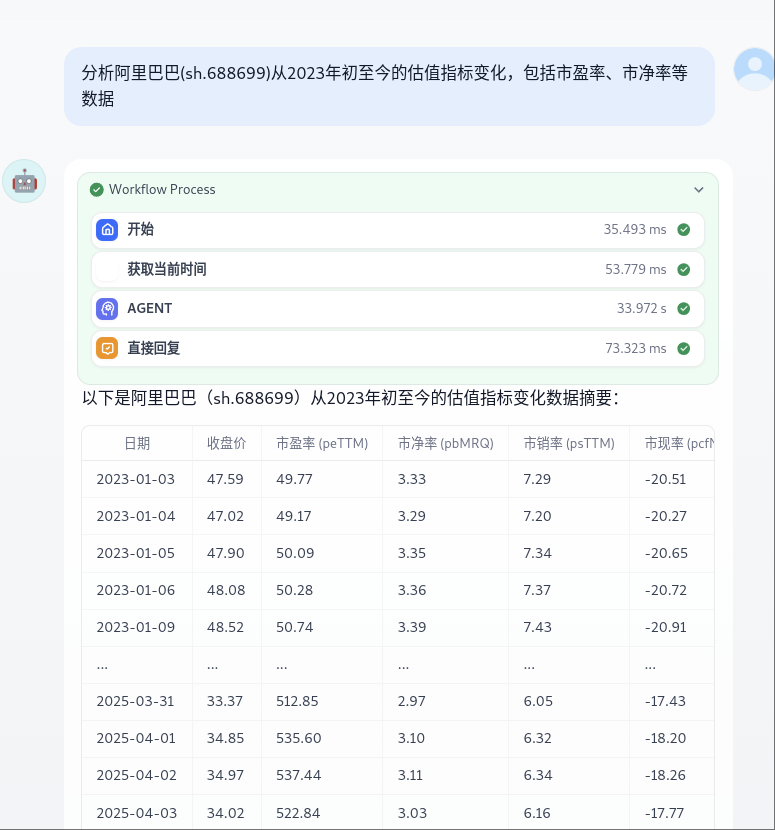 分析阿里巴巴(sh.688699)从2023年初至今的估值指标变化，包括市盈率、市净率等
数据
Workflow Process
开始 35.493 ms
获取当前时间 53.779 ms
AGENT 33.972 s
直接回复 73.323 ms
以下是阿里巴巴（sh.688699）从2023年初至今的估值指标变化数据摘要：
日期 收盘价 市盈率 (peTTM) 市净率 (pbMRQ) 市销率 (psTTM) 市现率 (pcfN
2023-01-03 47.59 49.77 3.33 7.29 -20.51
2023-01-04 47.02 49.17 3.29 7.20 -20.27
2023-01-05 47.90 50.09 3.35 7.34 -20.65
2023-01-06 48.08 50.28 3.36 7.37 -20.72
2023-01-09 48.52 50.74 3.39 7.43 -20.91
... ... ... ... ... ...
2025-03-31 33.37 512.85 2.97 6.05 -17.43
2025-04-01 34.85 535.60 3.10 6.32 -18.20
2025-04-02 34.97 537.44 3.11 6.34 -18.26
2025-04-03 34.02 522.84 3.03 6.16 -17.77